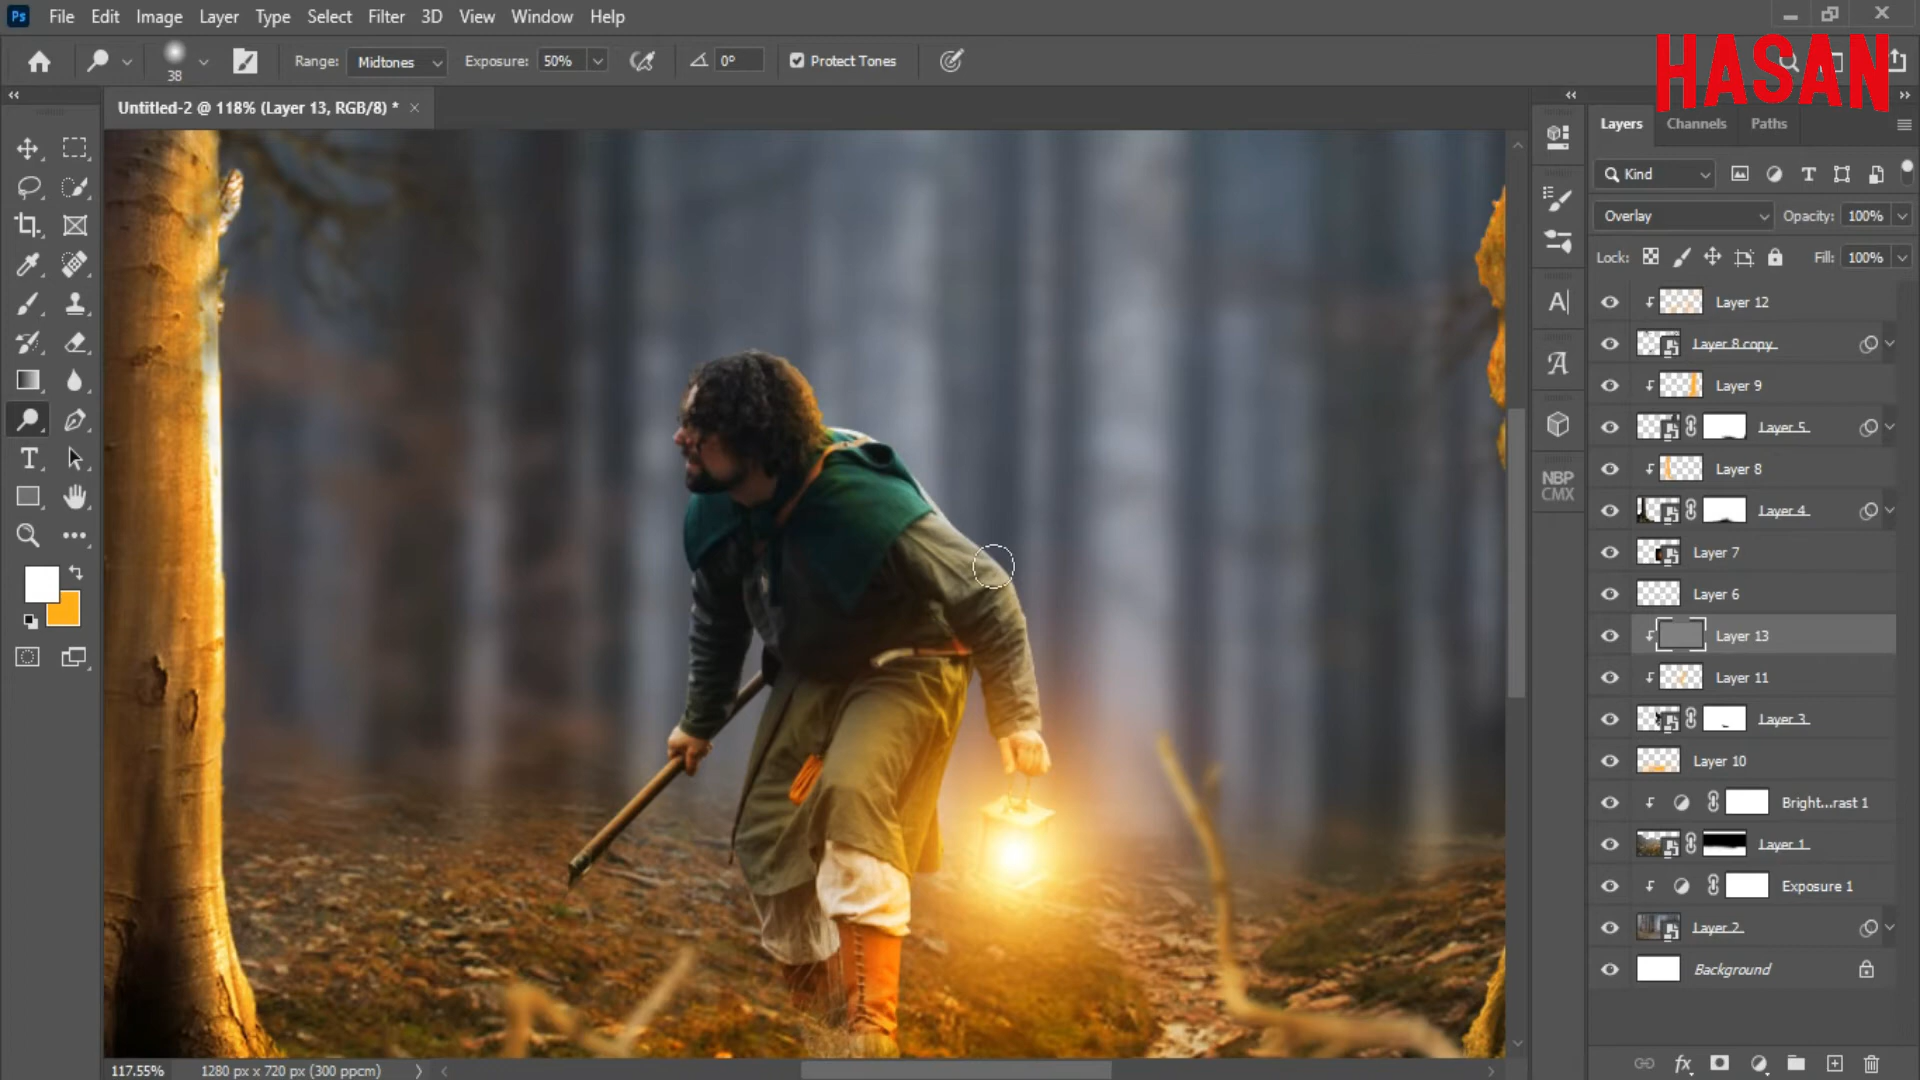 Ps File Edit Image Layer Type Select Filter 3D View Window Help
38 Range: Midtones Exposure: 50% 0° Protect Tones
HASAN
Untitled-2 @ 118% (Layer 13, RGB/8) *
Layers Channels Paths
Kind
Overlay Opacity: 100%
Lock: Fill: 100%
Layer 12
Layer 8 copy
Layer 9
Layer 5
Layer 8
Layer 4
Layer 7
Layer 6
Layer 13
Layer 11
Layer 3
Layer 10
Bright...rast 1
Layer 1
Exposure 1
Layer 2
Background
NBP
CMX
117.55% 1280 px x 720 px (300 ppcm)